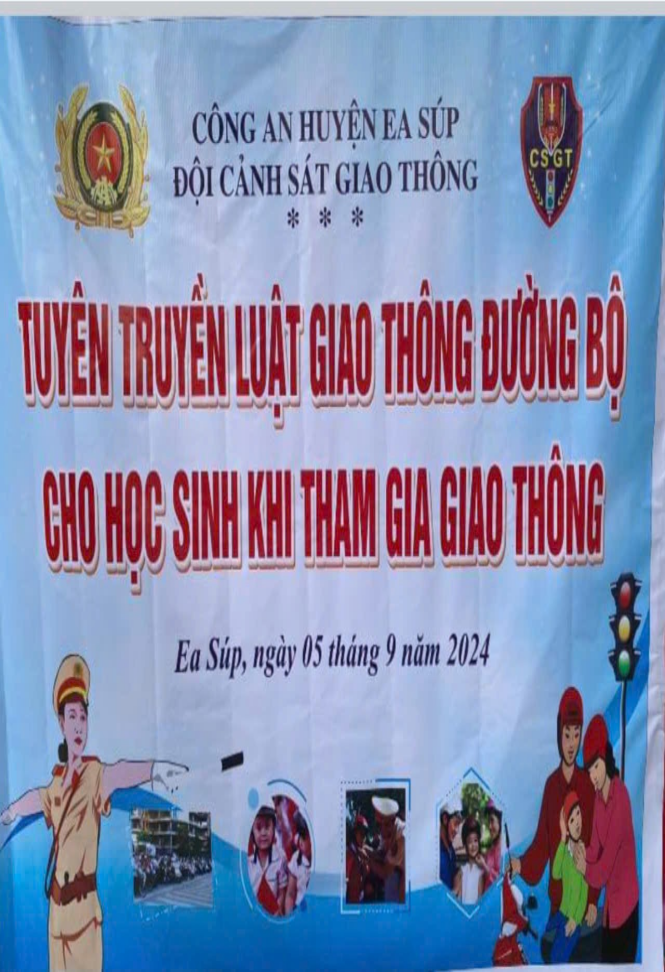 CÔNG AN HUYỆN EA SÚP
CSGT
ĐỘI CẢNH SÁT GIAO THÔNG
* * *
TUYÊN TRUYỀN LUẬT GIAO THÔNG ĐƯỜNG BỘ
CHO HỌC SINH KHI THAM GIA GIAO THÔNG
Ea Súp, ngày 05 tháng 9 năm 2024